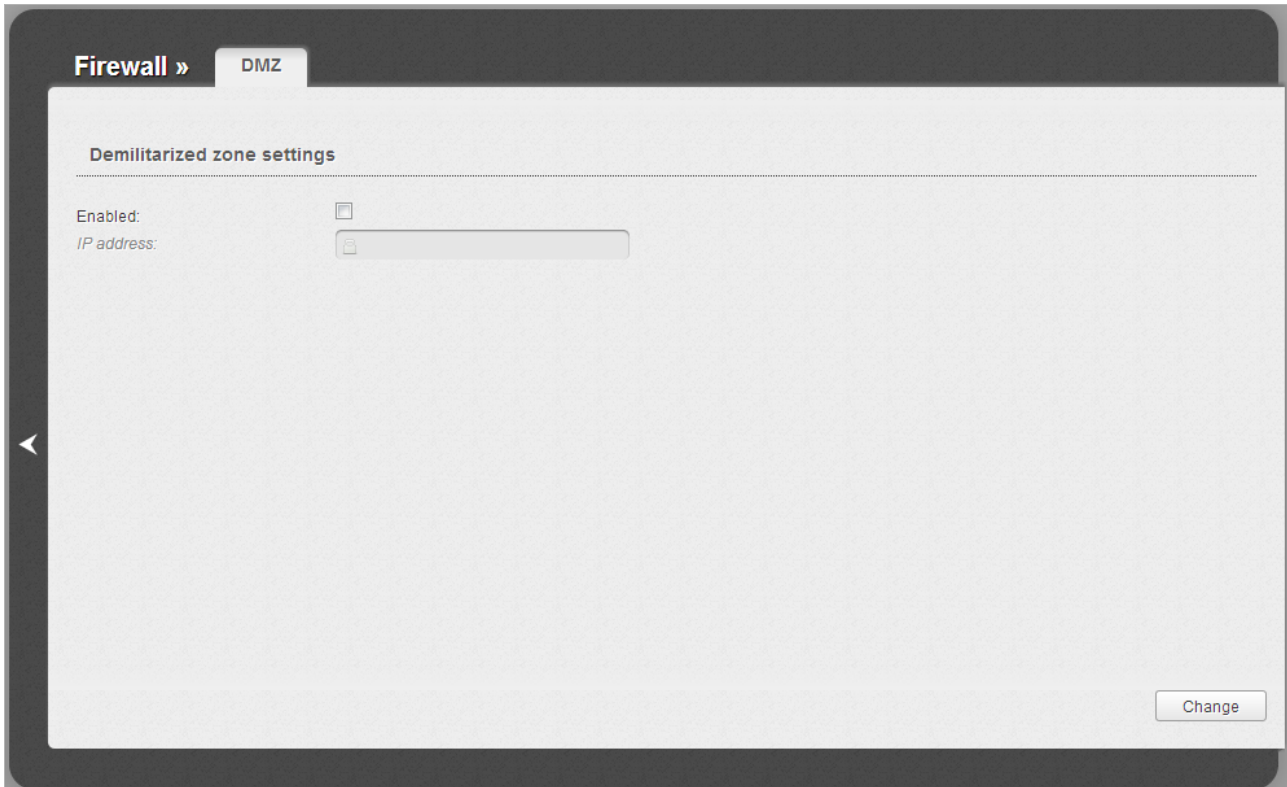 Firewall » DMZ
Demilitarized zone settings
Enabled:
IP address:
Change